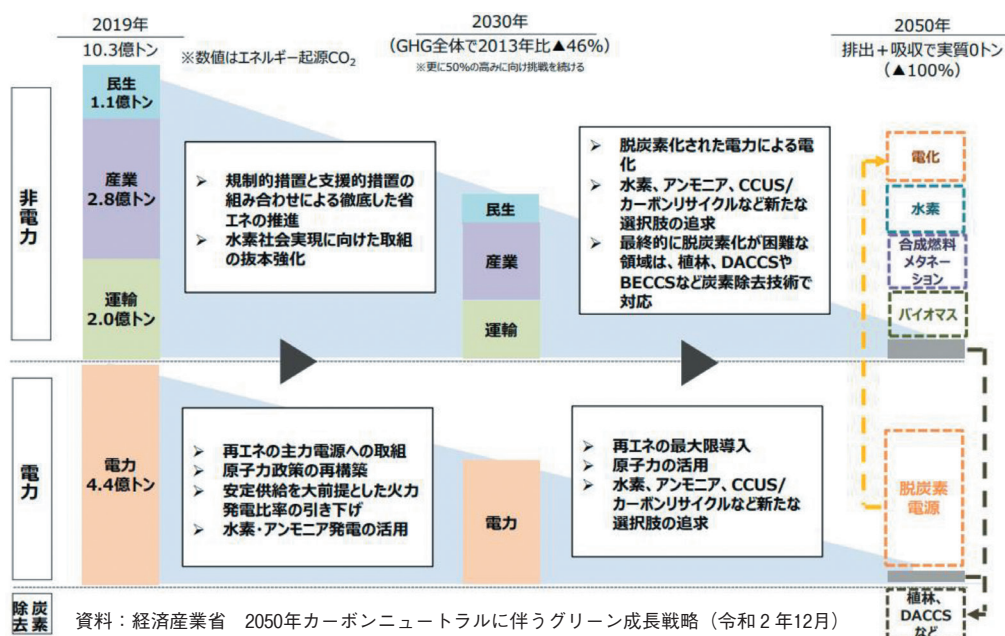 2019年
10.3億トン
※数値はエネルギー起源CO₂
2030年
(GHG全体で2013年比▲46%)
※更に50%の高みに向け挑戦を続ける
2050年
排出+吸収で実質0トン
(▲100%)
非電力
民生
1.1億トン
産業
2.8億トン
運輸
2.0億トン
➢ 規制的措置と支援的措置の
組み合わせによる徹底した省
エネの推進
➢ 水素社会実現に向けた取組
の抜本強化
民生
産業
運輸
➢ 脱炭素化された電力による電
化
➢ 水素、アンモニア、CCUS/
カーボンリサイクルなど新たな
選択肢の追求
➢ 最終的に脱炭素化が困難な
領域は、植林、DACCSや
BECCSなど炭素除去技術で
対応
電化
水素
合成燃料
メタネー
ション
バイオマス
電力
電力
4.4億トン
➢ 再エネの主力電源への取組
➢ 原子力政策の再構築
➢ 安定供給を大前提とした火力
発電比率の引き下げ
➢ 水素・アンモニア発電の活用
電力
➢ 再エネの最大限導入
➢ 原子力の活用
➢ 水素、アンモニア、CCUS/
カーボンリサイクルなど新たな
選択肢の追求
脱炭素
電源
炭素除去
資料:経済産業省 2050年カーボンニュートラルに伴うグリーン成長戦略(令和2年12月)
植林、
DACCS
など